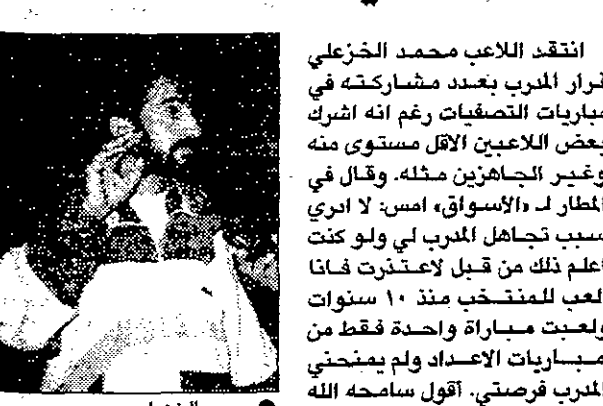 انتقد اللاعب محمد الخزعلي
قرار المدرب بعدد مشاركته في
مباريات التصفيات رغم انه اشرك
بعض اللاعبين الاقل مستوى منه
وغير الجاهزين مثله. وقال في
المطار لـ «الأسواق» امس: لا ادري
سبب تجاهل المدرب لي ولو كنت
اعلم ذلك من قبل لاعتذرت فانا
العب للمنتخب منذ ١٠ سنوات
ولعبت مباراة واحدة فقط من
مباريات الاعداد ولم يمنحني
المدرب فرصتي. أقول سامحه الله